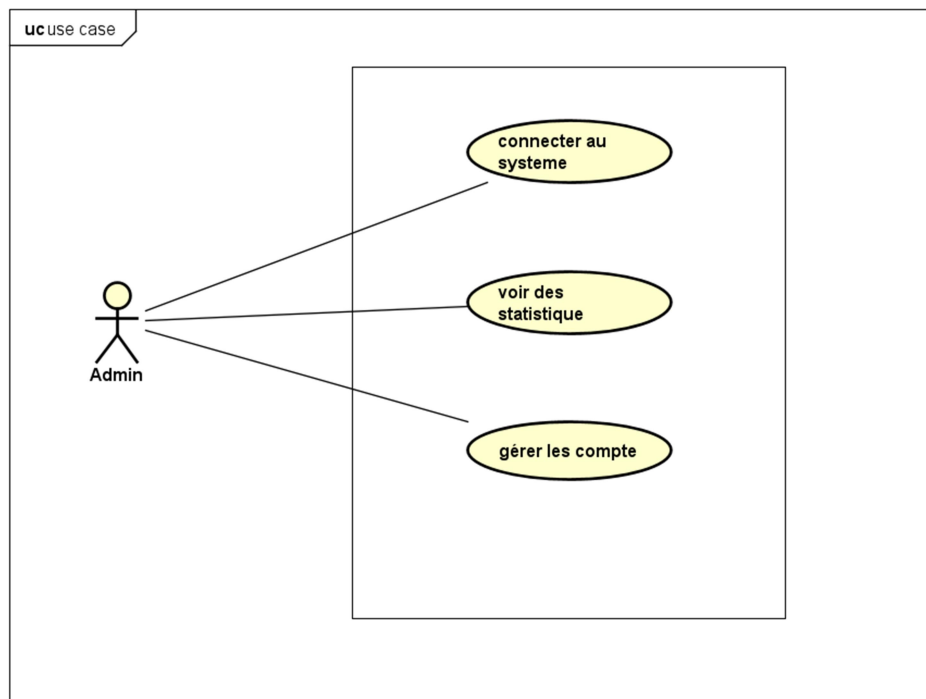 uc use case
connecter au
systeme
voir des
statistique
Admin
gérer les compte